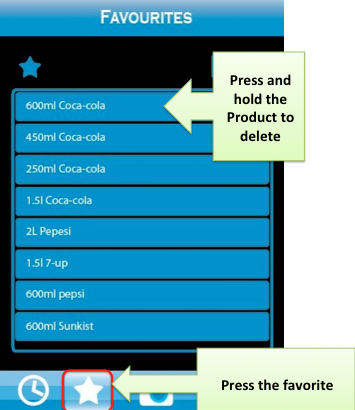 FAVOURITES
Press and
hold the
Product to
delete
600ml Coca-cola
450ml Coca-cola
250ml Coca-cola
1.5l Coca-cola
2L Pepesi
1.5l 7-up
600ml pepsi
600ml Sunkist
Press the favorite